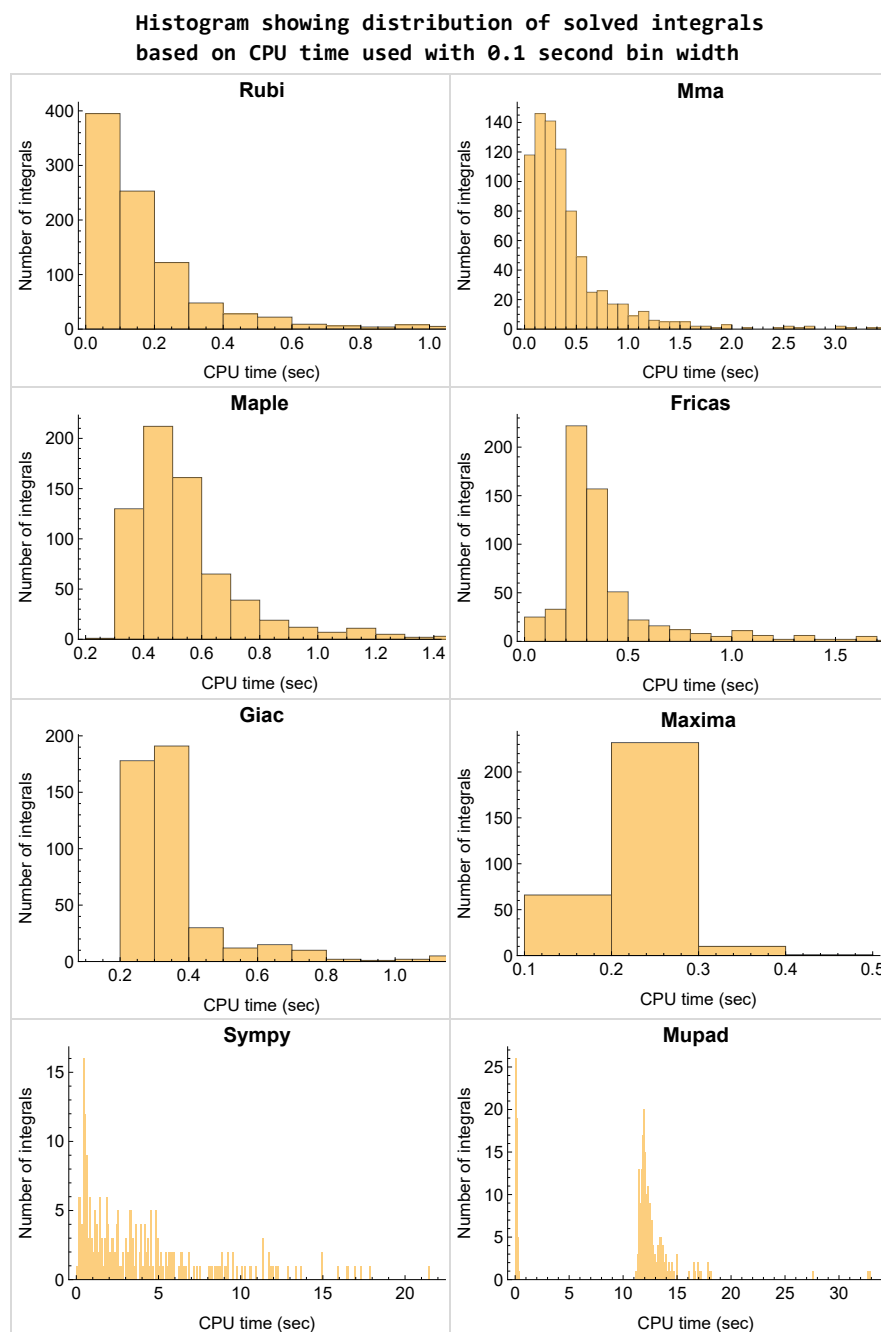 Histogram showing distribution of solved integrals
based on CPU time used with 0.1 second bin width
Rubi
Number of integrals
400
300
200
100
0
0.0 0.2 0.4 0.6 0.8 1.0
CPU time (sec)
Mma
Number of integrals
140
120
100
80
60
40
20
0
0.0 0.5 1.0 1.5 2.0 2.5 3.0
CPU time (sec)
Maple
Number of integrals
200
150
100
50
0
0.2 0.4 0.6 0.8 1.0 1.2 1.4
CPU time (sec)
Fricas
Number of integrals
200
150
100
50
0
0.0 0.5 1.0 1.5
CPU time (sec)
Giac
Number of integrals
200
150
100
50
0
0.2 0.4 0.6 0.8 1.0
CPU time (sec)
Maxima
Number of integrals
200
150
100
50
0
0.1 0.2 0.3 0.4 0.5
CPU time (sec)
Sympy
Number of integrals
15
10
5
0
0 5 10 15 20
CPU time (sec)
Mupad
Number of integrals
25
20
15
10
5
0
0 5 10 15 20 25 30
CPU time (sec)